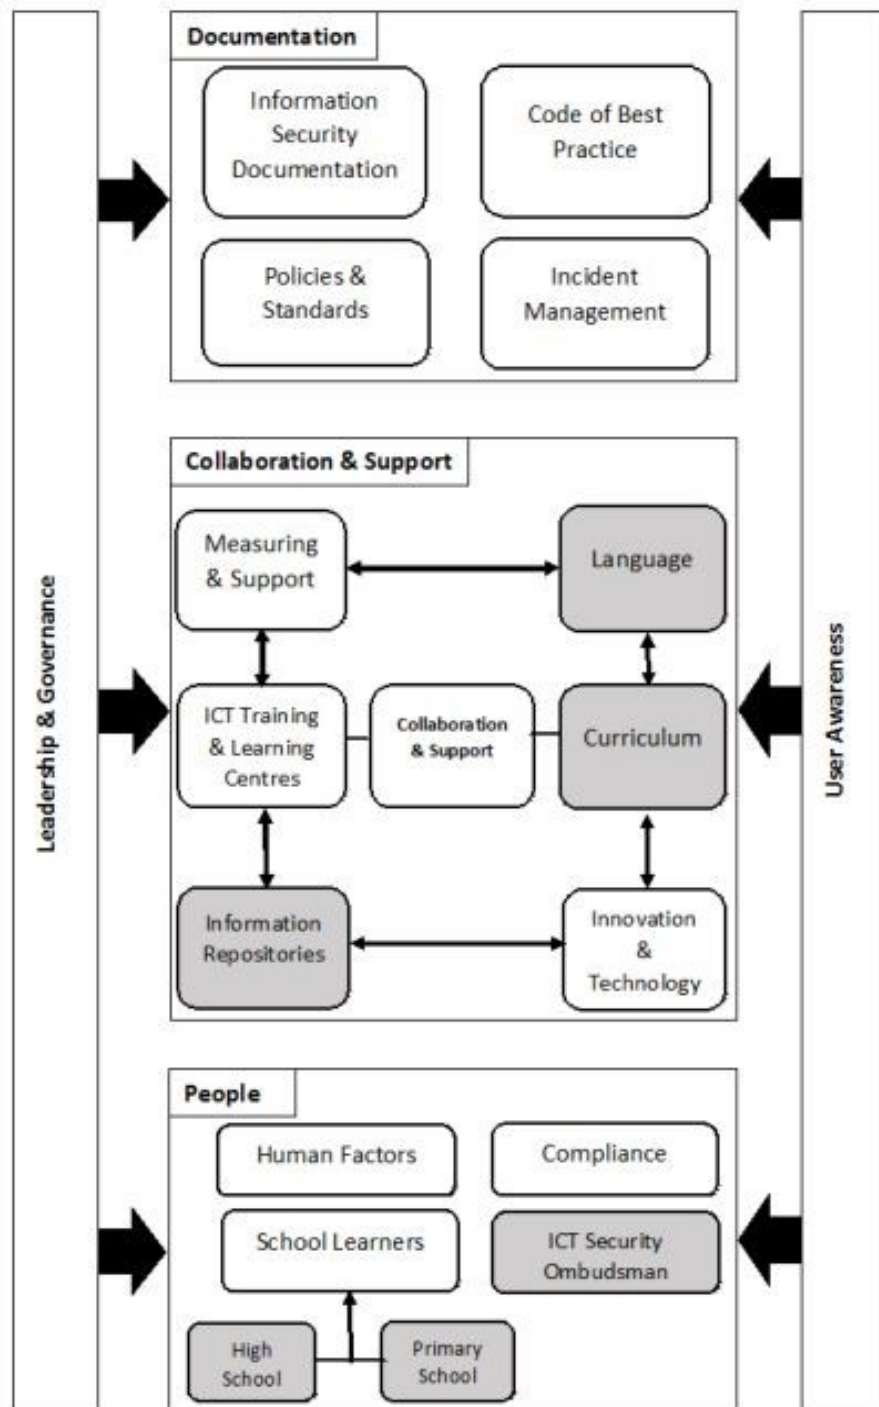 Leadership & Governance
Documentation
Information
Security
Documentation
Code of Best
Practice
Policies &
Standards
Incident
Management
Collaboration & Support
Measuring
& Support
Language
ICT Training
& Learning
Centres
Collaboration
& Support
Curriculum
Information
Repositories
Innovation
&
Technology
People
Human Factors
Compliance
School Learners
ICT Security
Ombudsman
High
School
Primary
School
User Awareness